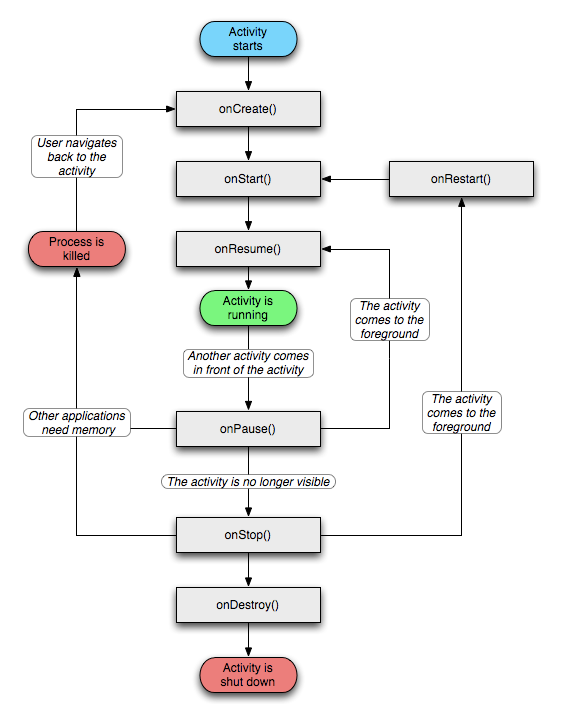 Activity
starts
onCreate()
User navigates
back to the
activity
onStart()
onRestart()
Process is
killed
onResume()
Activity is
running
The activity
comes to the
foreground
Another activity comes
in front of the activity
The activity
comes to the
foreground
Other applications
need memory
onPause()
The activity is no longer visible
onStop()
onDestroy()
Activity is
shut down